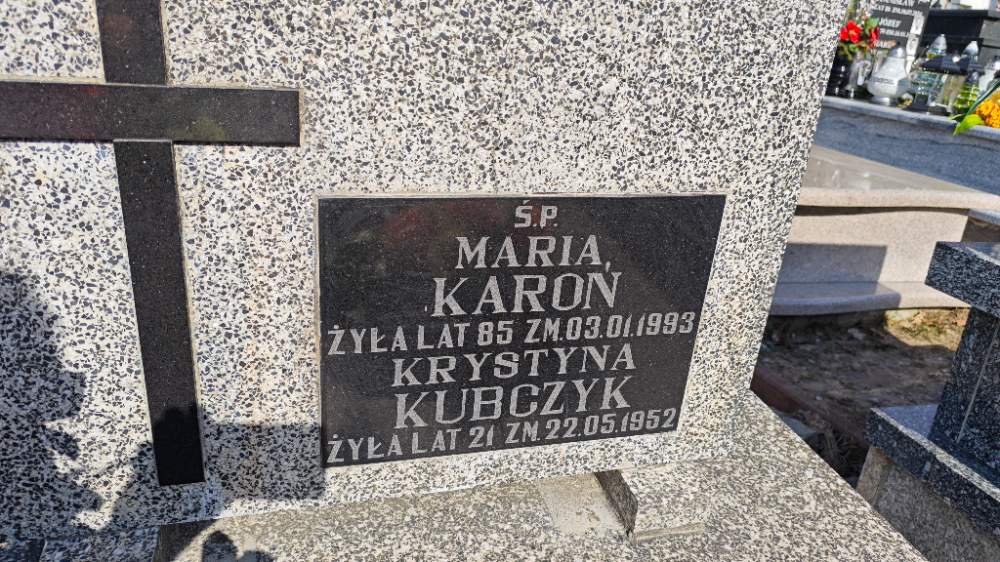 Ś.P.
MARIA
KAROŃ
ŻYŁA LAT 85 ZM.03.01.1993
KRYSTYNA
KUBCZYK
ŻYŁA LAT 21 ZM.22.05.1952